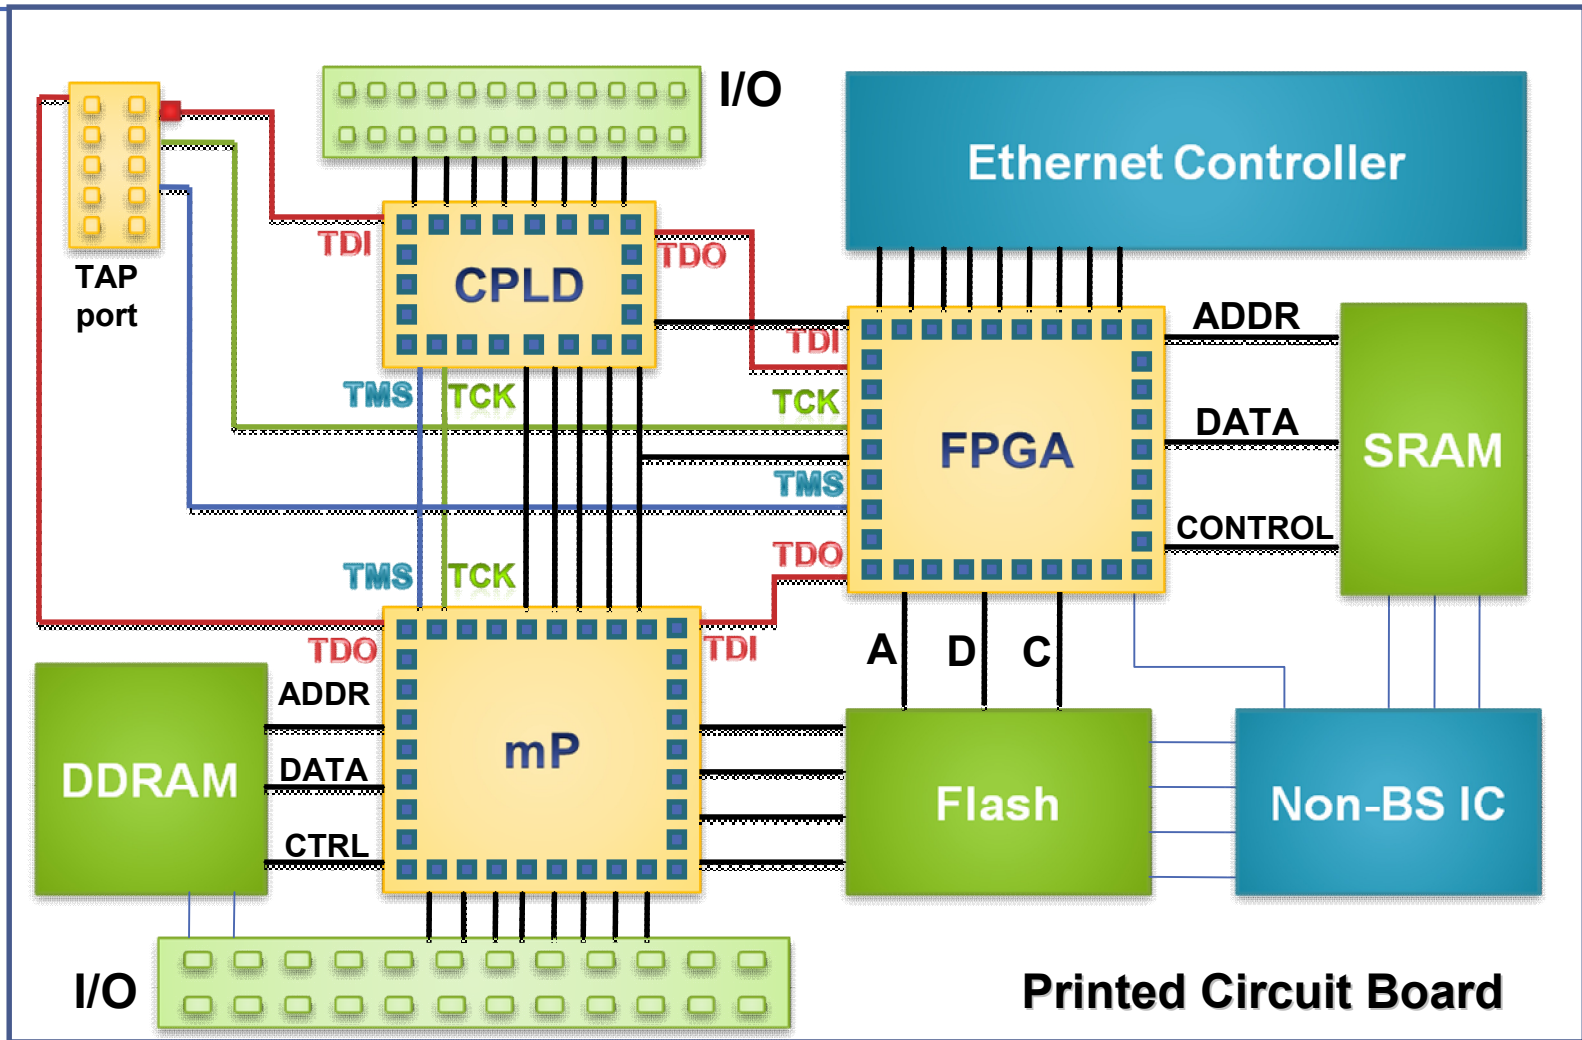 I/O
Ethernet Controller
TAP
port
TDI
CPLD
TDO
TDI
ADDR
TMS
TCK
TCK
FPGA
DATA
SRAM
TMS
CONTROL
TMS
TCK
TDO
TDO
TDI
A
D
C
ADDR
DDRAM
DATA
mP
Flash
Non-BS IC
CTRL
I/O
Printed Circuit Board